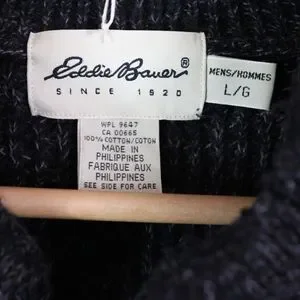 Eddie Bauer®
SINCE 1920
MENS/HOMMES
L/G
WPL 9647
CA 00665
100% COTTON/COTON
MADE IN
PHILIPPINES
FABRIQUE AUX
PHILIPPINES
SEE SIDE FOR CARE